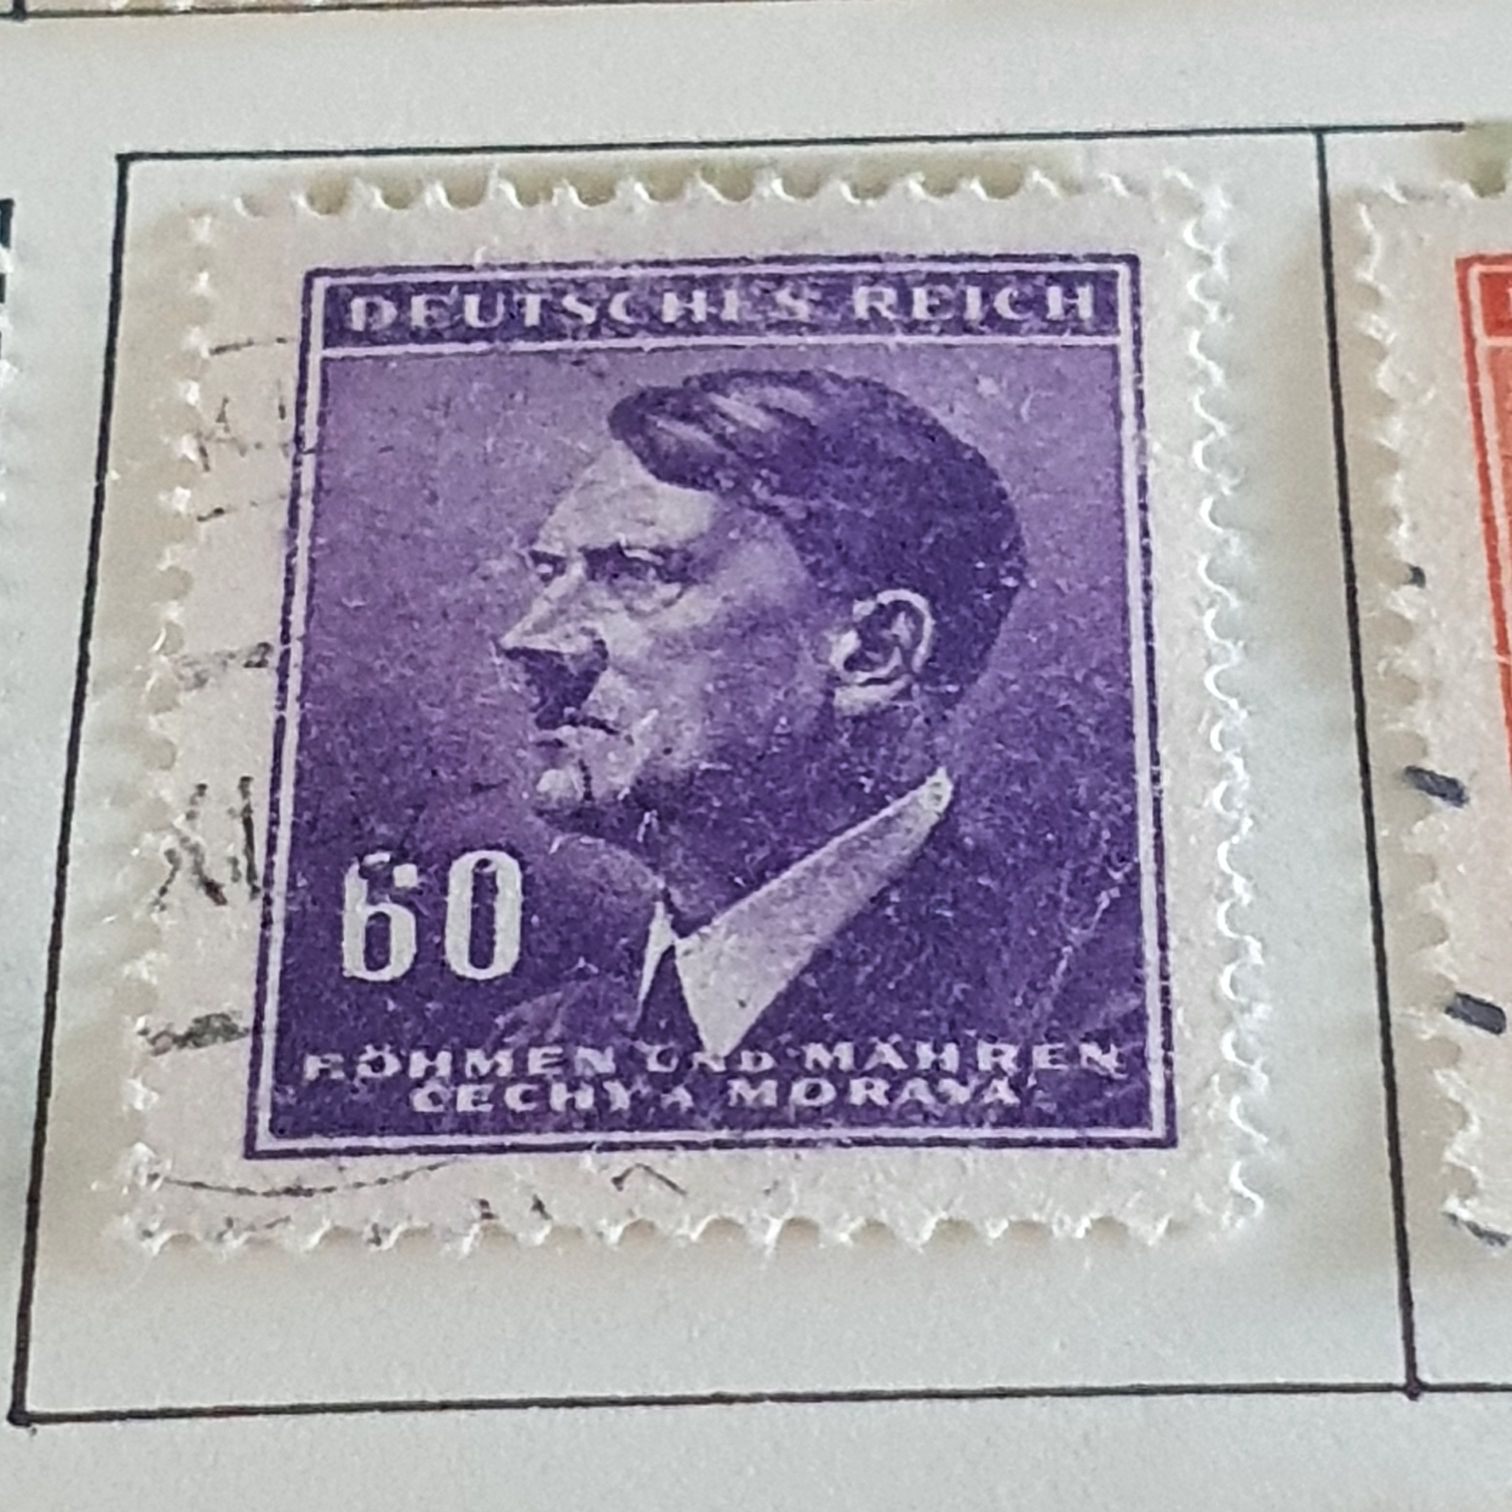 DEUTSCHES REICH
60
BÖHMEN UND MÄHREN
ČECHY A MORAVA